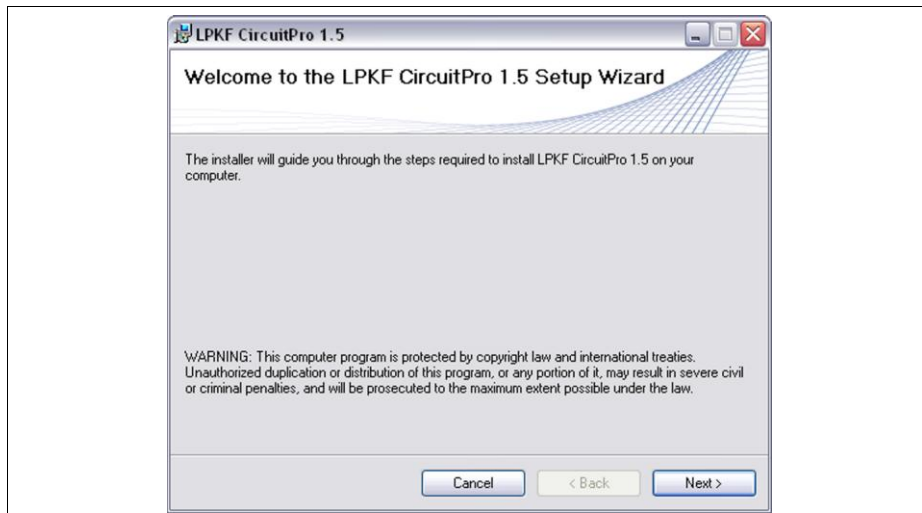 LPKF CircuitPro 1.5
Welcome to the LPKF CircuitPro 1.5 Setup Wizard
The installer will guide you through the steps required to install LPKF CircuitPro 1.5 on your
computer.
WARNING: This computer program is protected by copyright law and international treaties.
Unauthorized duplication or distribution of this program, or any portion of it, may result in severe civil
or criminal penalties, and will be prosecuted to the maximum extent possible under the law.
Cancel < Back Next >